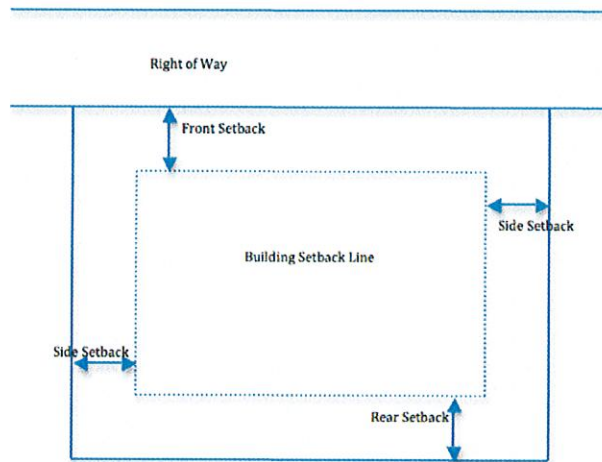 Right of Way
Front Setback
Side Setback
Building Setback Line
Side Setback
Rear Setback